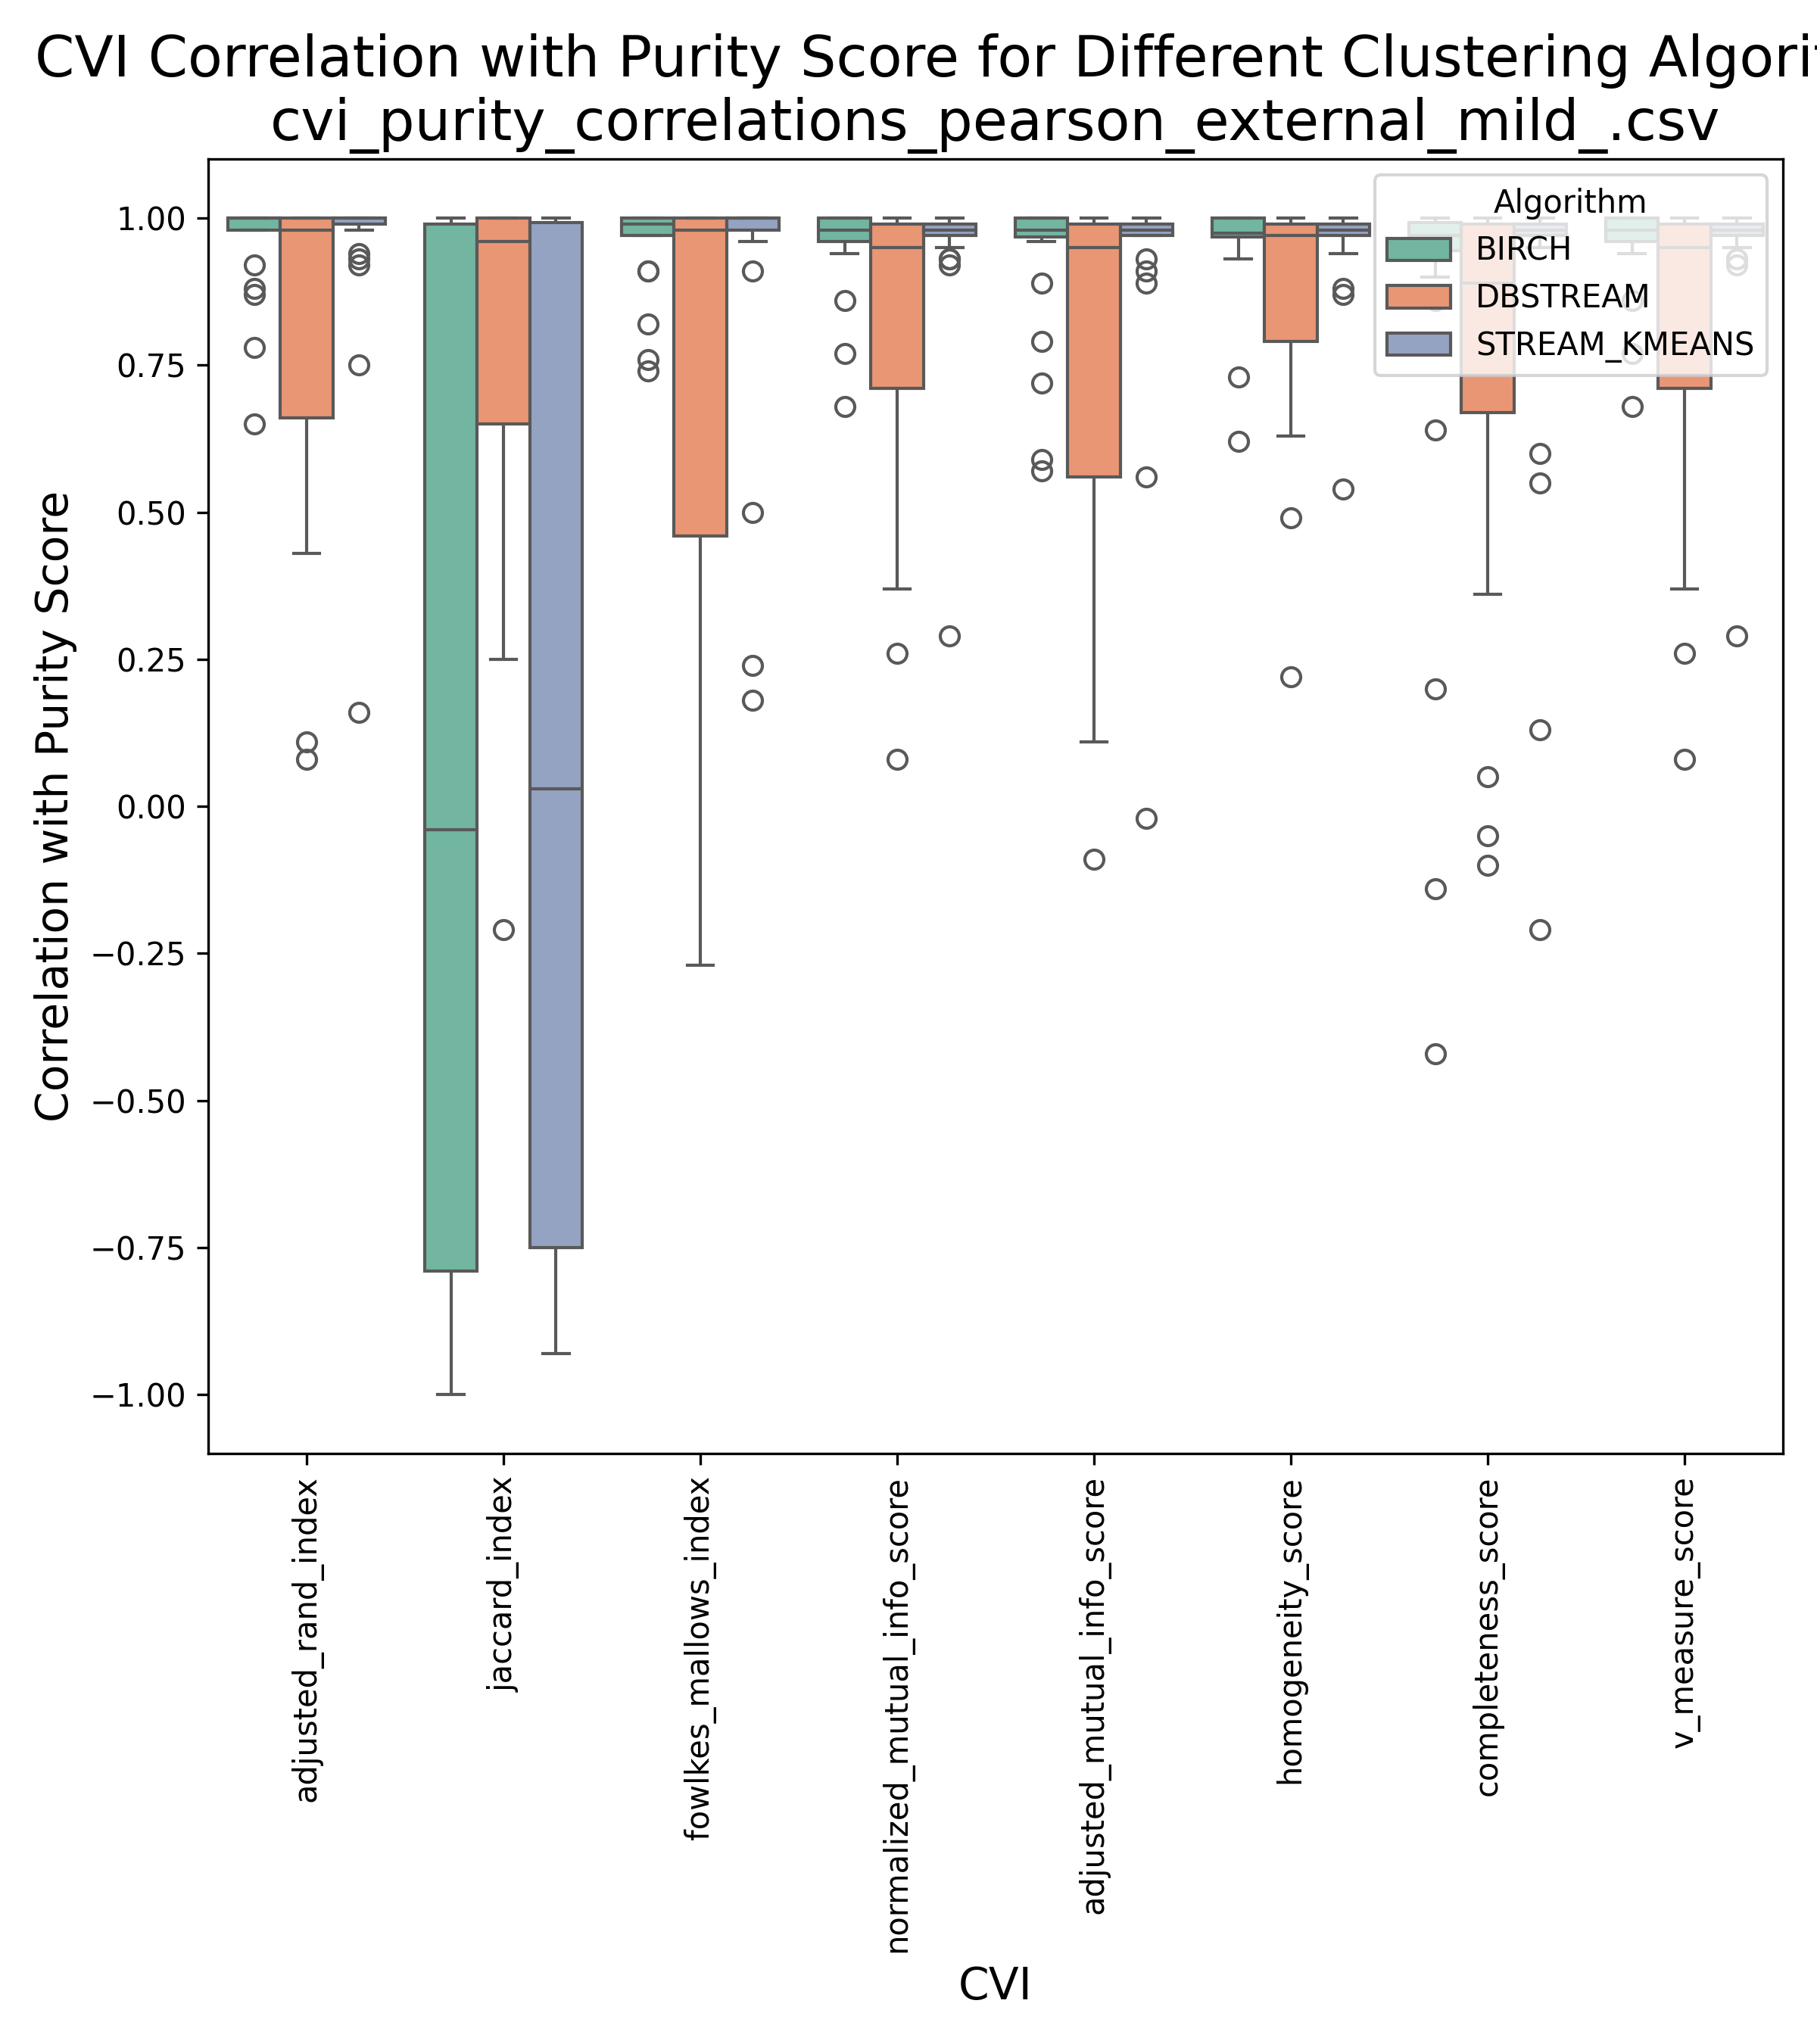 CVI Correlation with Purity Score for Different Clustering Algori
cvi_purity_correlations_pearson_external_mild_.csv
Algorithm
BIRCH
DBSTREAM
STREAM_KMEANS
Correlation with Purity Score
1.00
0.75
0.50
0.25
0.00
−0.25
−0.50
−0.75
−1.00
adjusted_rand_index
jaccard_index
fowlkes_mallows_index
normalized_mutual_info_score
adjusted_mutual_info_score
homogeneity_score
completeness_score
v_measure_score
CVI